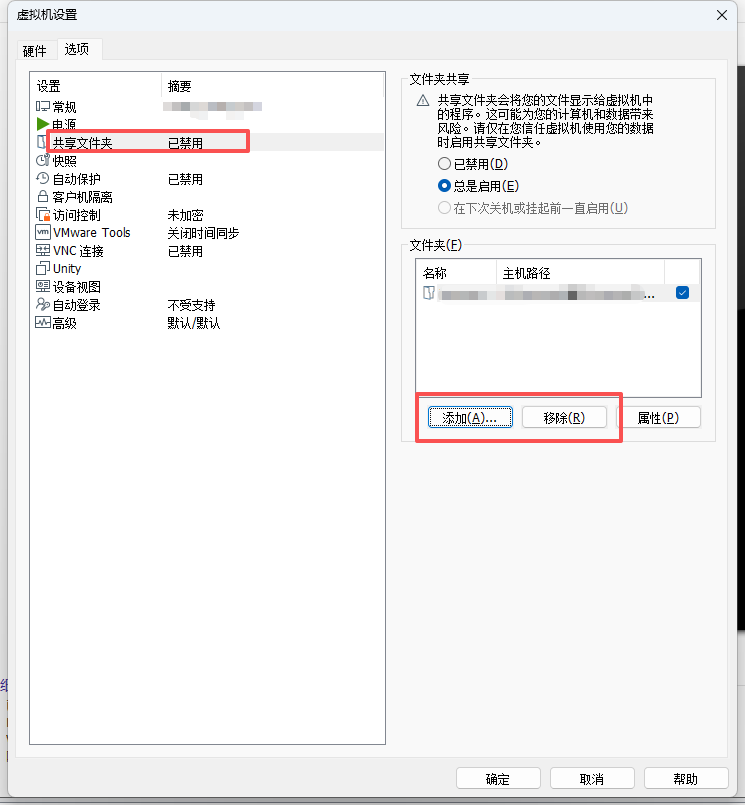 虚拟机设置
硬件 选项
设置 摘要
常规
电源
共享文件夹 已禁用
快照
自动保护 已禁用
客户机隔离
访问控制 未加密
VMware Tools 关闭时间同步
VNC 连接 已禁用
Unity
设备视图
自动登录 不受支持
高级 默认/默认
文件夹共享
共享文件夹会将您的文件显示给虚拟机中
的程序。这可能为您的计算机和数据带来
风险。请仅在您信任虚拟机使用您的数据
时启用共享文件夹。
已禁用(D)
总是启用(E)
在下次关机或挂起前一直启用(U)
文件夹(F)
名称 主机路径
...
添加(A)... 移除(R) 属性(P)
确定 取消 帮助